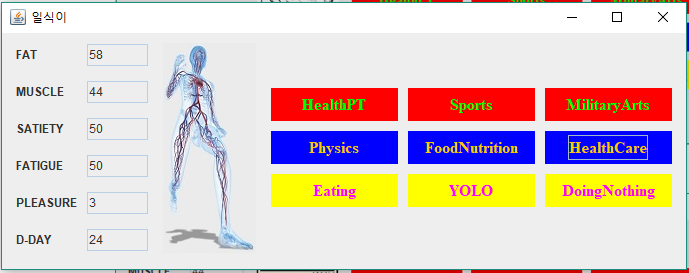 일식이
FAT 58
MUSCLE 44
SATIETY 50
FATIGUE 50
PLEASURE 3
D-DAY 24
HealthPT Sports MilitaryArts
Physics FoodNutrition HealthCare
Eating YOLO DoingNothing